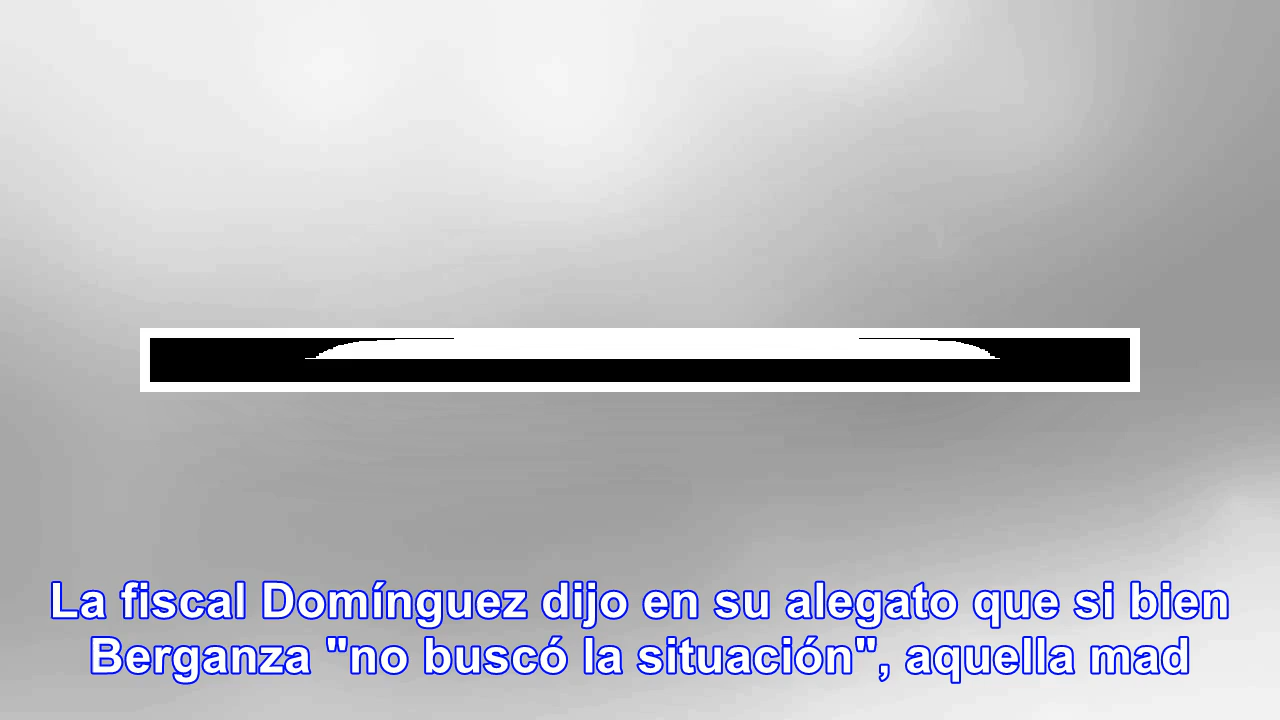 La fiscal Domínguez dijo en su alegato que si bien
Berganza "no buscó la situación", aquella mad